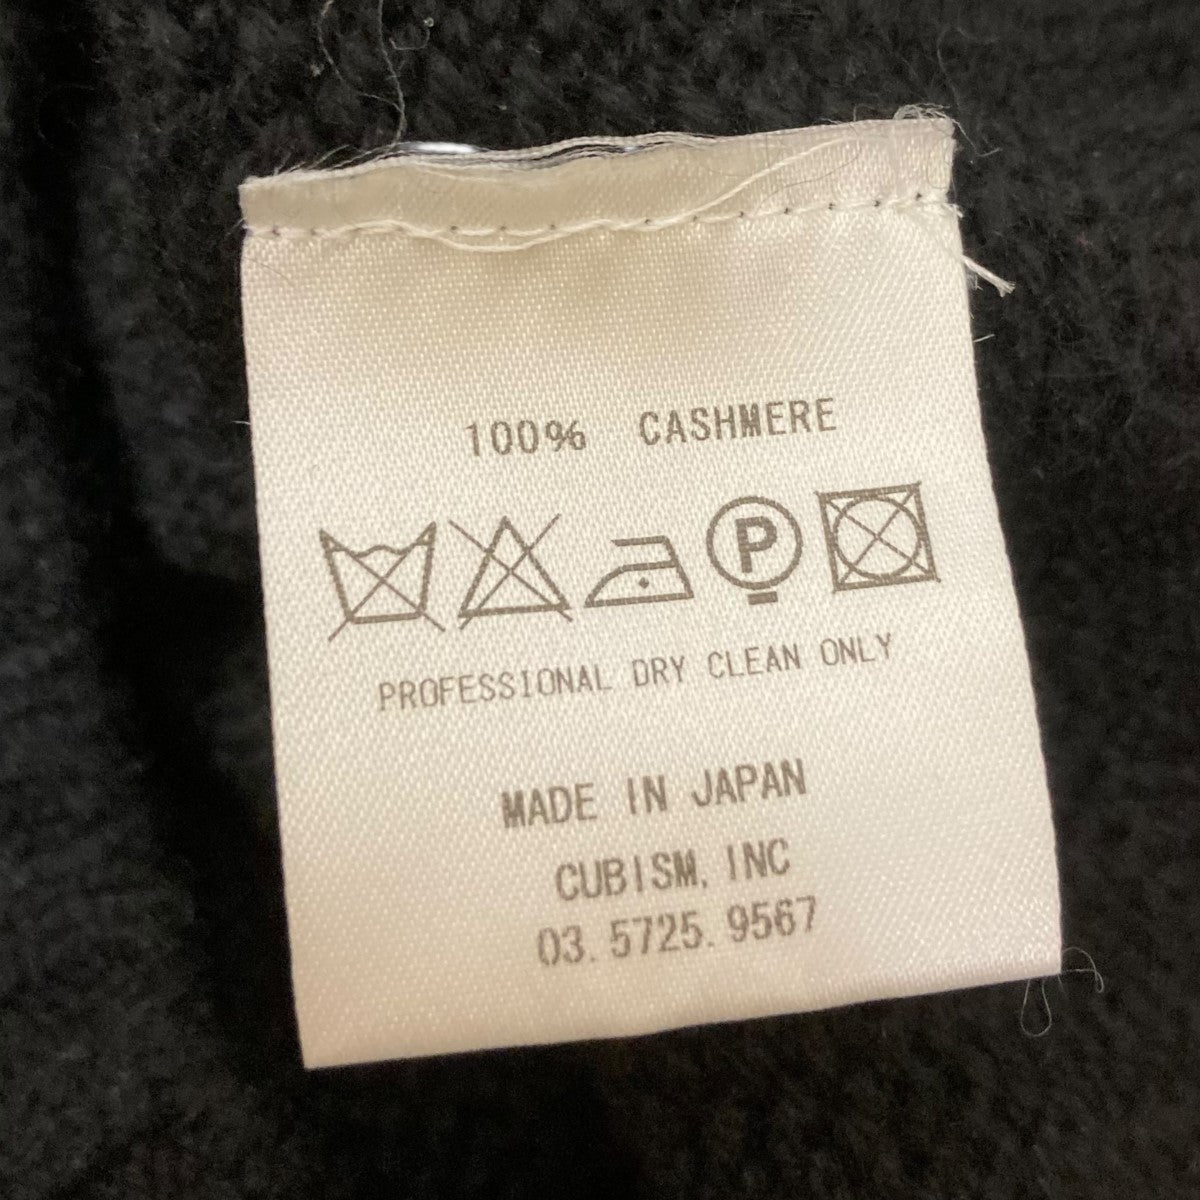 100% CASHMERE
P
PROFESSIONAL DRY CLEAN ONLY
MADE IN JAPAN
CUBISM, INC
03. 5725. 9567